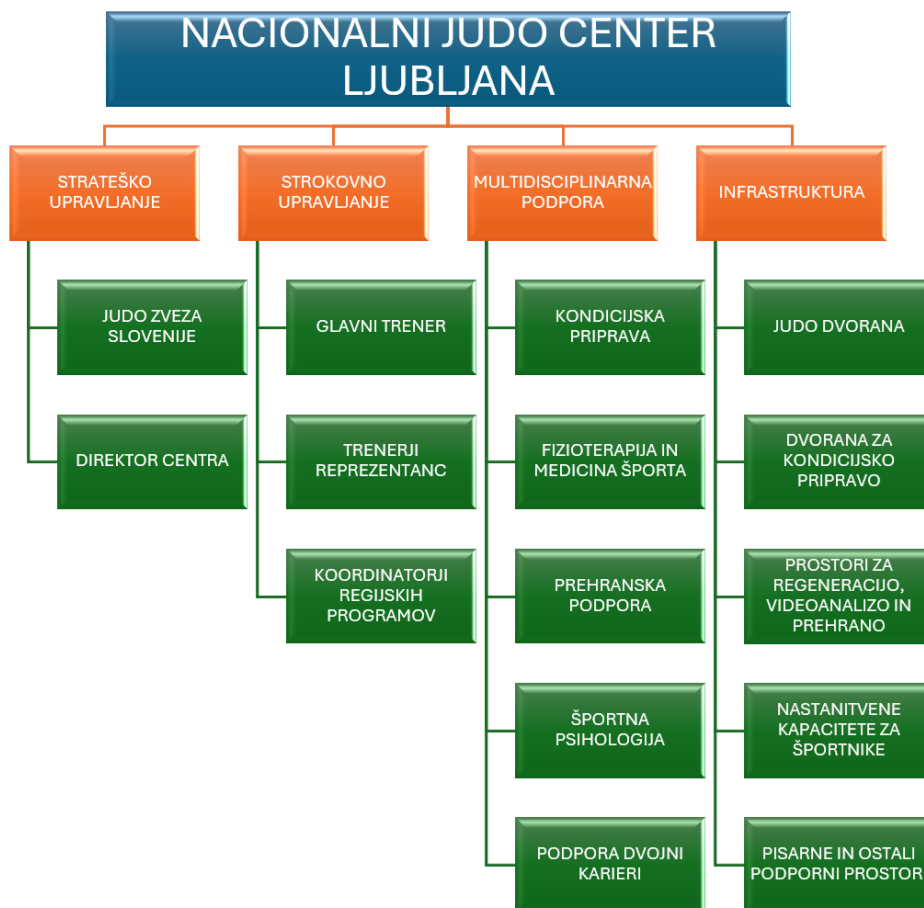 NACIONALNI JUDO CENTER
LJUBLJANA
STRATEŠKO
UPRAVLJANJE
JUDO ZVEZA
SLOVENIJE
DIREKTOR CENTRA
STROKOVNO
UPRAVLJANJE
GLAVNI TRENER
TRENERJI
REPREZENTANC
KOORDINATORJI
REGIJSKIH
PROGRAMOV
MULTIDISCIPLINARNA
PODPORA
KONDICIJSKA
PRIPRAVA
FIZIOTERAPIJA IN
MEDICINA ŠPORTA
PREHRANSKA
PODPORA
ŠPORTNA
PSIHOLOGIJA
PODPORA DVOJNI
KARIERI
INFRASTRUKTURA
JUDO DVORANA
DVORANA ZA
KONDICIJSKO
PRIPRAVO
PROSTORI ZA
REGENERACIJO,
VIDEOANALIZO IN
PREHRANO
NASTANITVENE
KAPACITETE ZA
ŠPORTNIKE
PISARNE IN OSTALI
PODPORNI PROSTOR